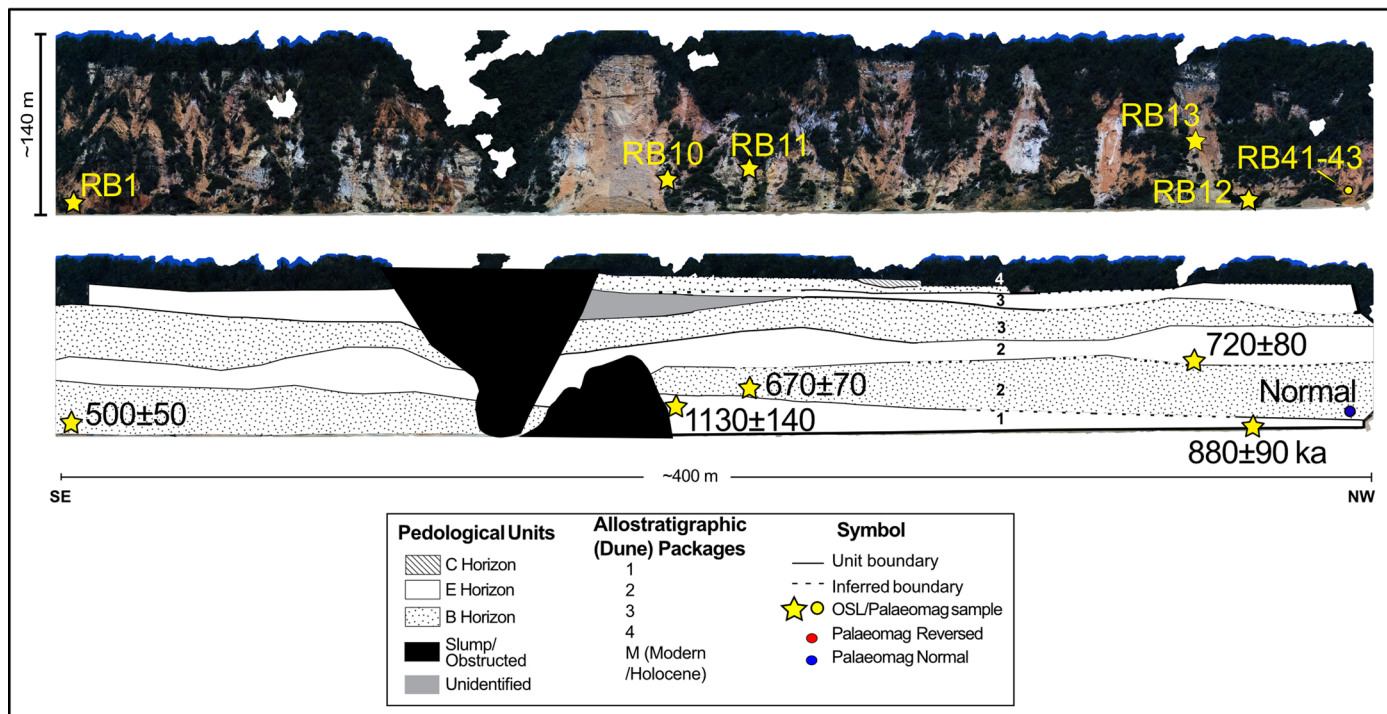 ~140 m
RB1
RB10
RB11
RB13
RB12
RB41-43
4
3
3
2
2
1
500±50
1130±140
670±70
720±80
Normal
880±90 ka
~400 m
SE
NW
Pedological Units
C Horizon
E Horizon
B Horizon
Slump/
Obstructed
Unidentified
Allostratigraphic
(Dune) Packages
1
2
3
4
M (Modern
/Holocene)
Symbol
Unit boundary
Inferred boundary
OSL/Palaeomag sample
Palaeomag Reversed
Palaeomag Normal